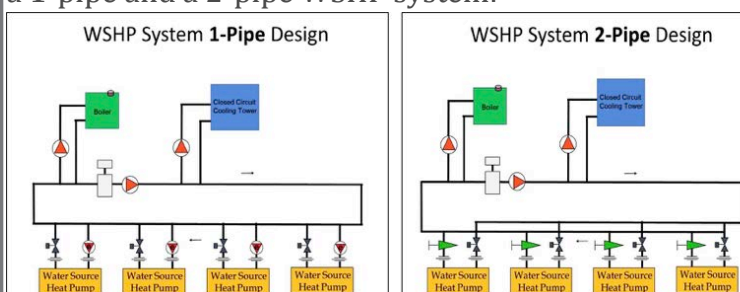 a 1-pipe and a 2-pipe WSHP system.
WSHP System 1-Pipe Design
Boiler
Closed Circuit
Cooling Tower
Water Source
Heat Pump
Water Source
Heat Pump
Water Source
Heat Pump
Water Source
Heat Pump
WSHP System 2-Pipe Design
Boiler
Closed Circuit
Cooling Tower
Water Source
Heat Pump
Water Source
Heat Pump
Water Source
Heat Pump
Water Source
Heat Pump